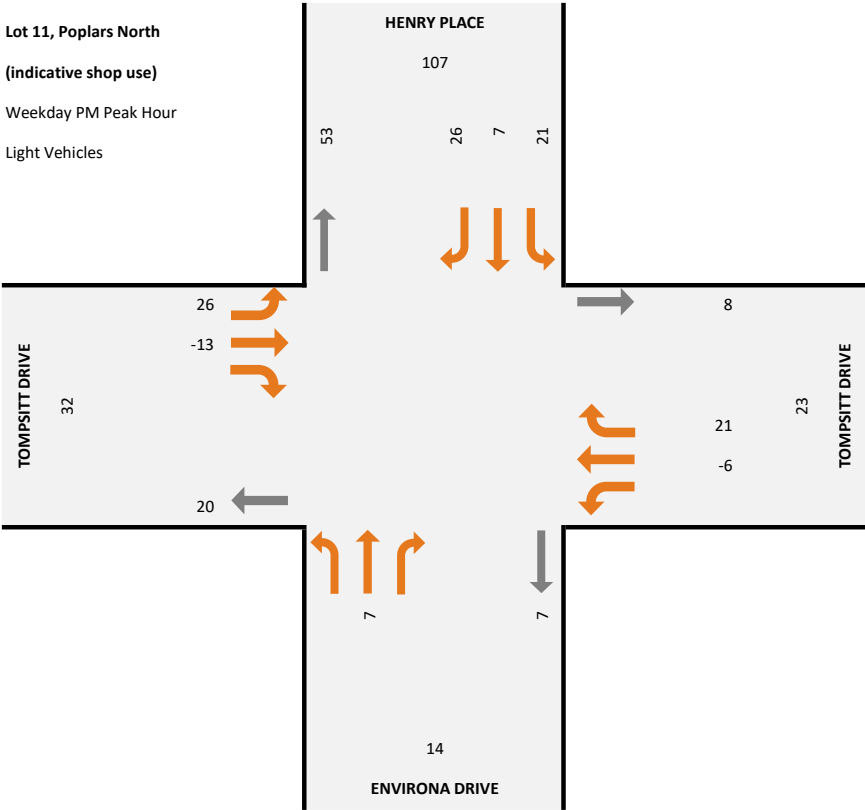 Lot 11, Poplars North
(indicative shop use)
Weekday PM Peak Hour
Light Vehicles
HENRY PLACE
107
53
26
7
21
26
-13
8
TOMPSITT DRIVE
32
23
TOMPSITT DRIVE
21
-6
20
7
7
14
ENVIRONA DRIVE